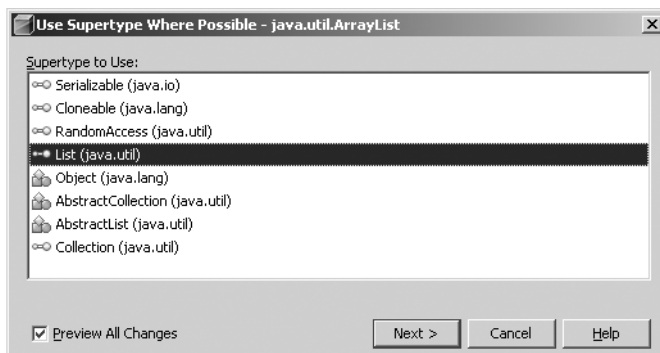 Use Supertype Where Possible - java.util.ArrayList
Supertype to Use:
Serializable (java.io)
Cloneable (java.lang)
RandomAccess (java.util)
List (java.util)
Object (java.lang)
AbstractCollection (java.util)
AbstractList (java.util)
Collection (java.util)
Preview All Changes
Next >
Cancel
Help